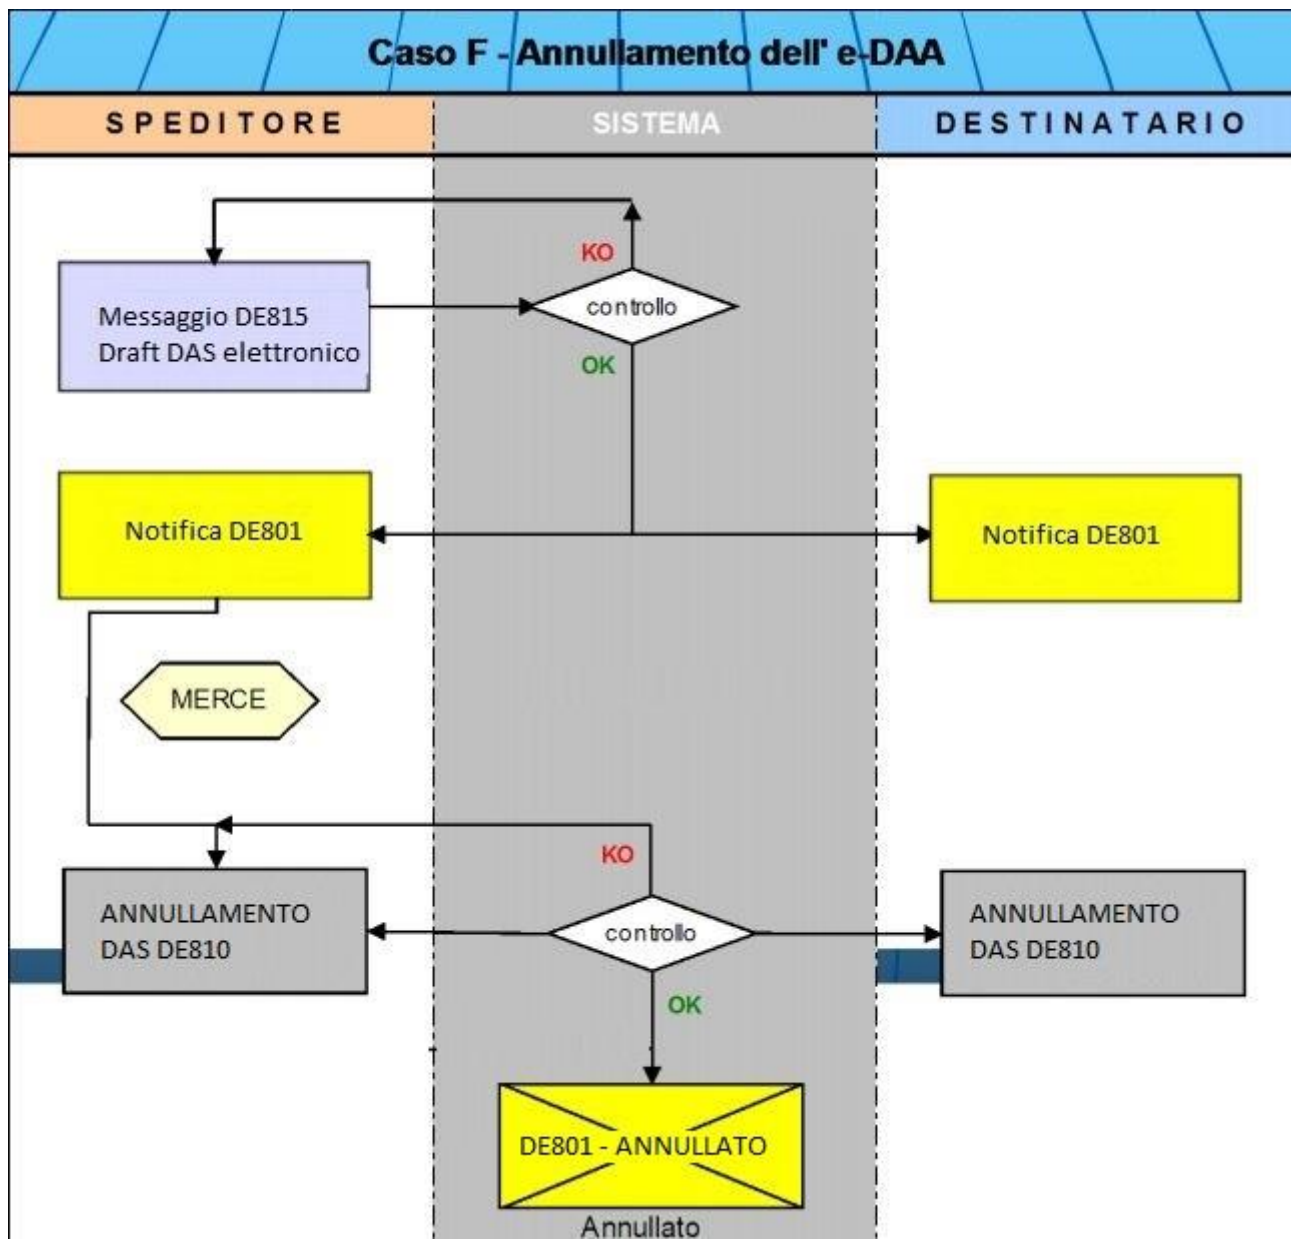 Caso F - Annullamento dell' e-DAA
SPEDITORE
SISTEMA
DESTINATARIO
KO
controllo
Messaggio DE815
Draft DAS elettronico
OK
Notifica DE801
Notifica DE801
MERCE
KO
ANNULLAMENTO
DAS DE810
controllo
ANNULLAMENTO
DAS DE810
OK
DE801 - ANNULLATO
Annullato